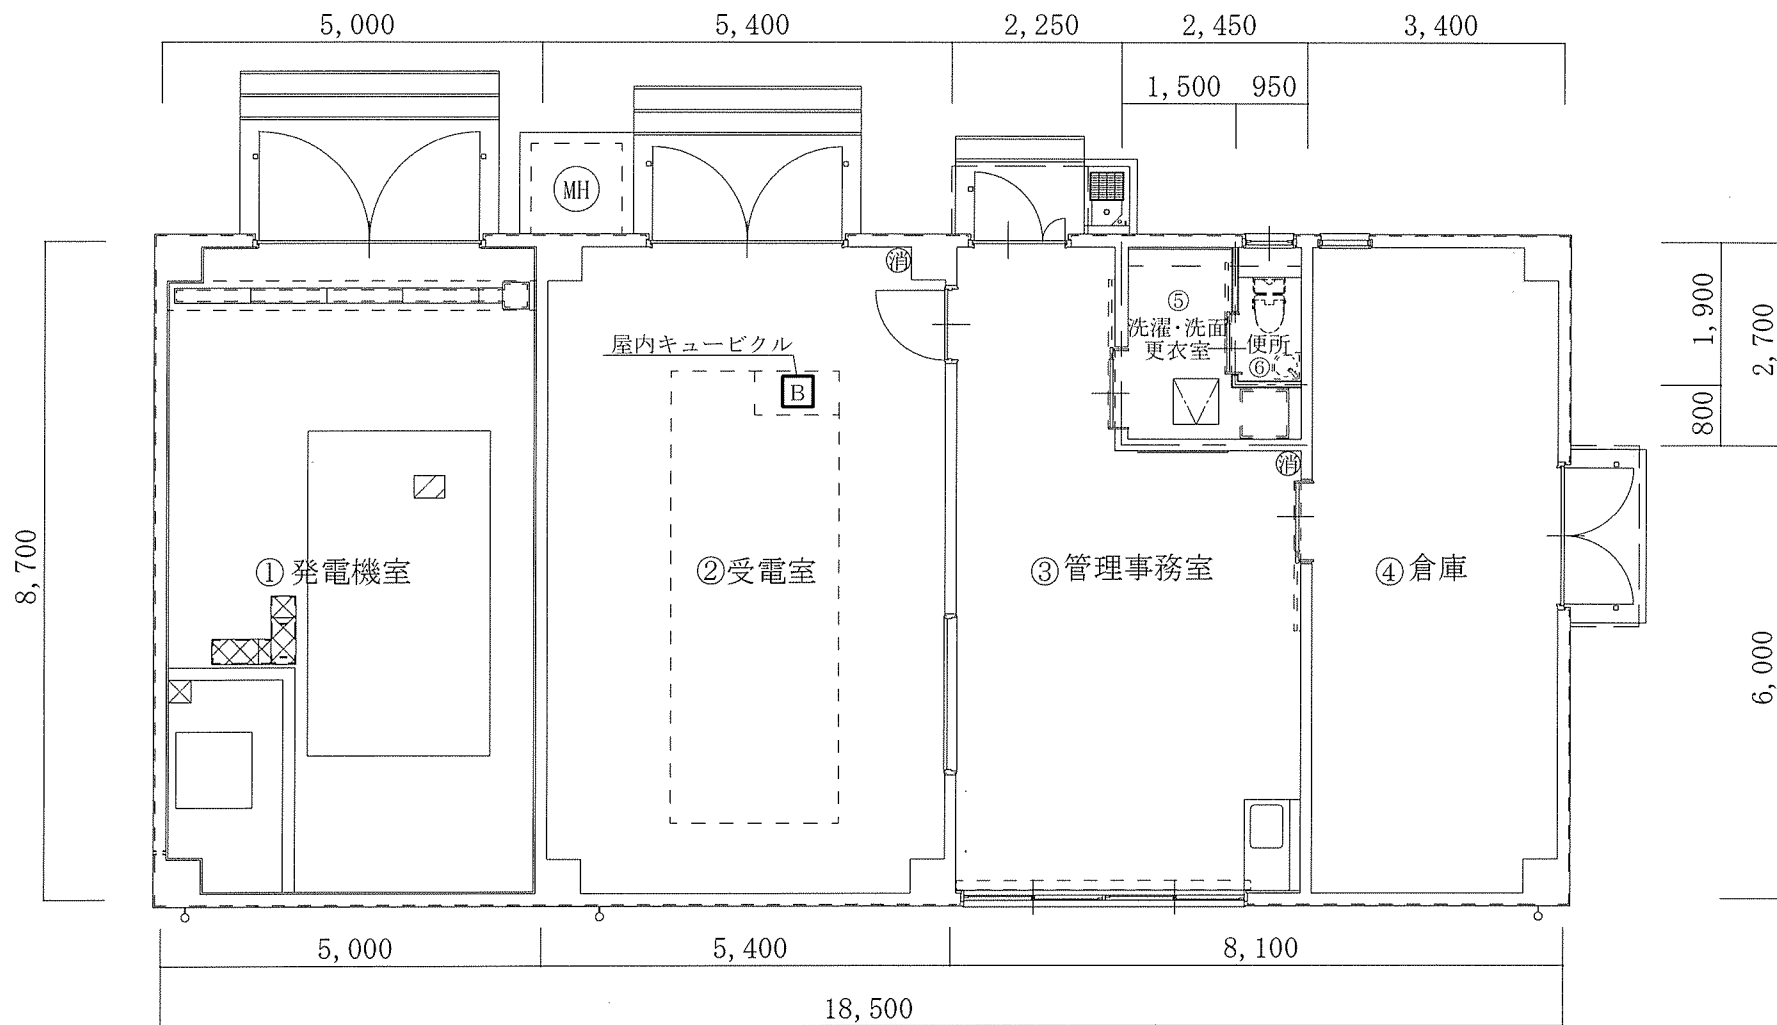 5,000
5,400
2,250
2,450
3,400
1,500
950
MH
消
屋内キュービクル
B
⑤
洗濯・洗面
更衣室
便所
⑥
1,900
2,700
800
消
8,700
①発電機室
②受電室
③管理事務室
④倉庫
6,000
5,000
5,400
8,100
18,500